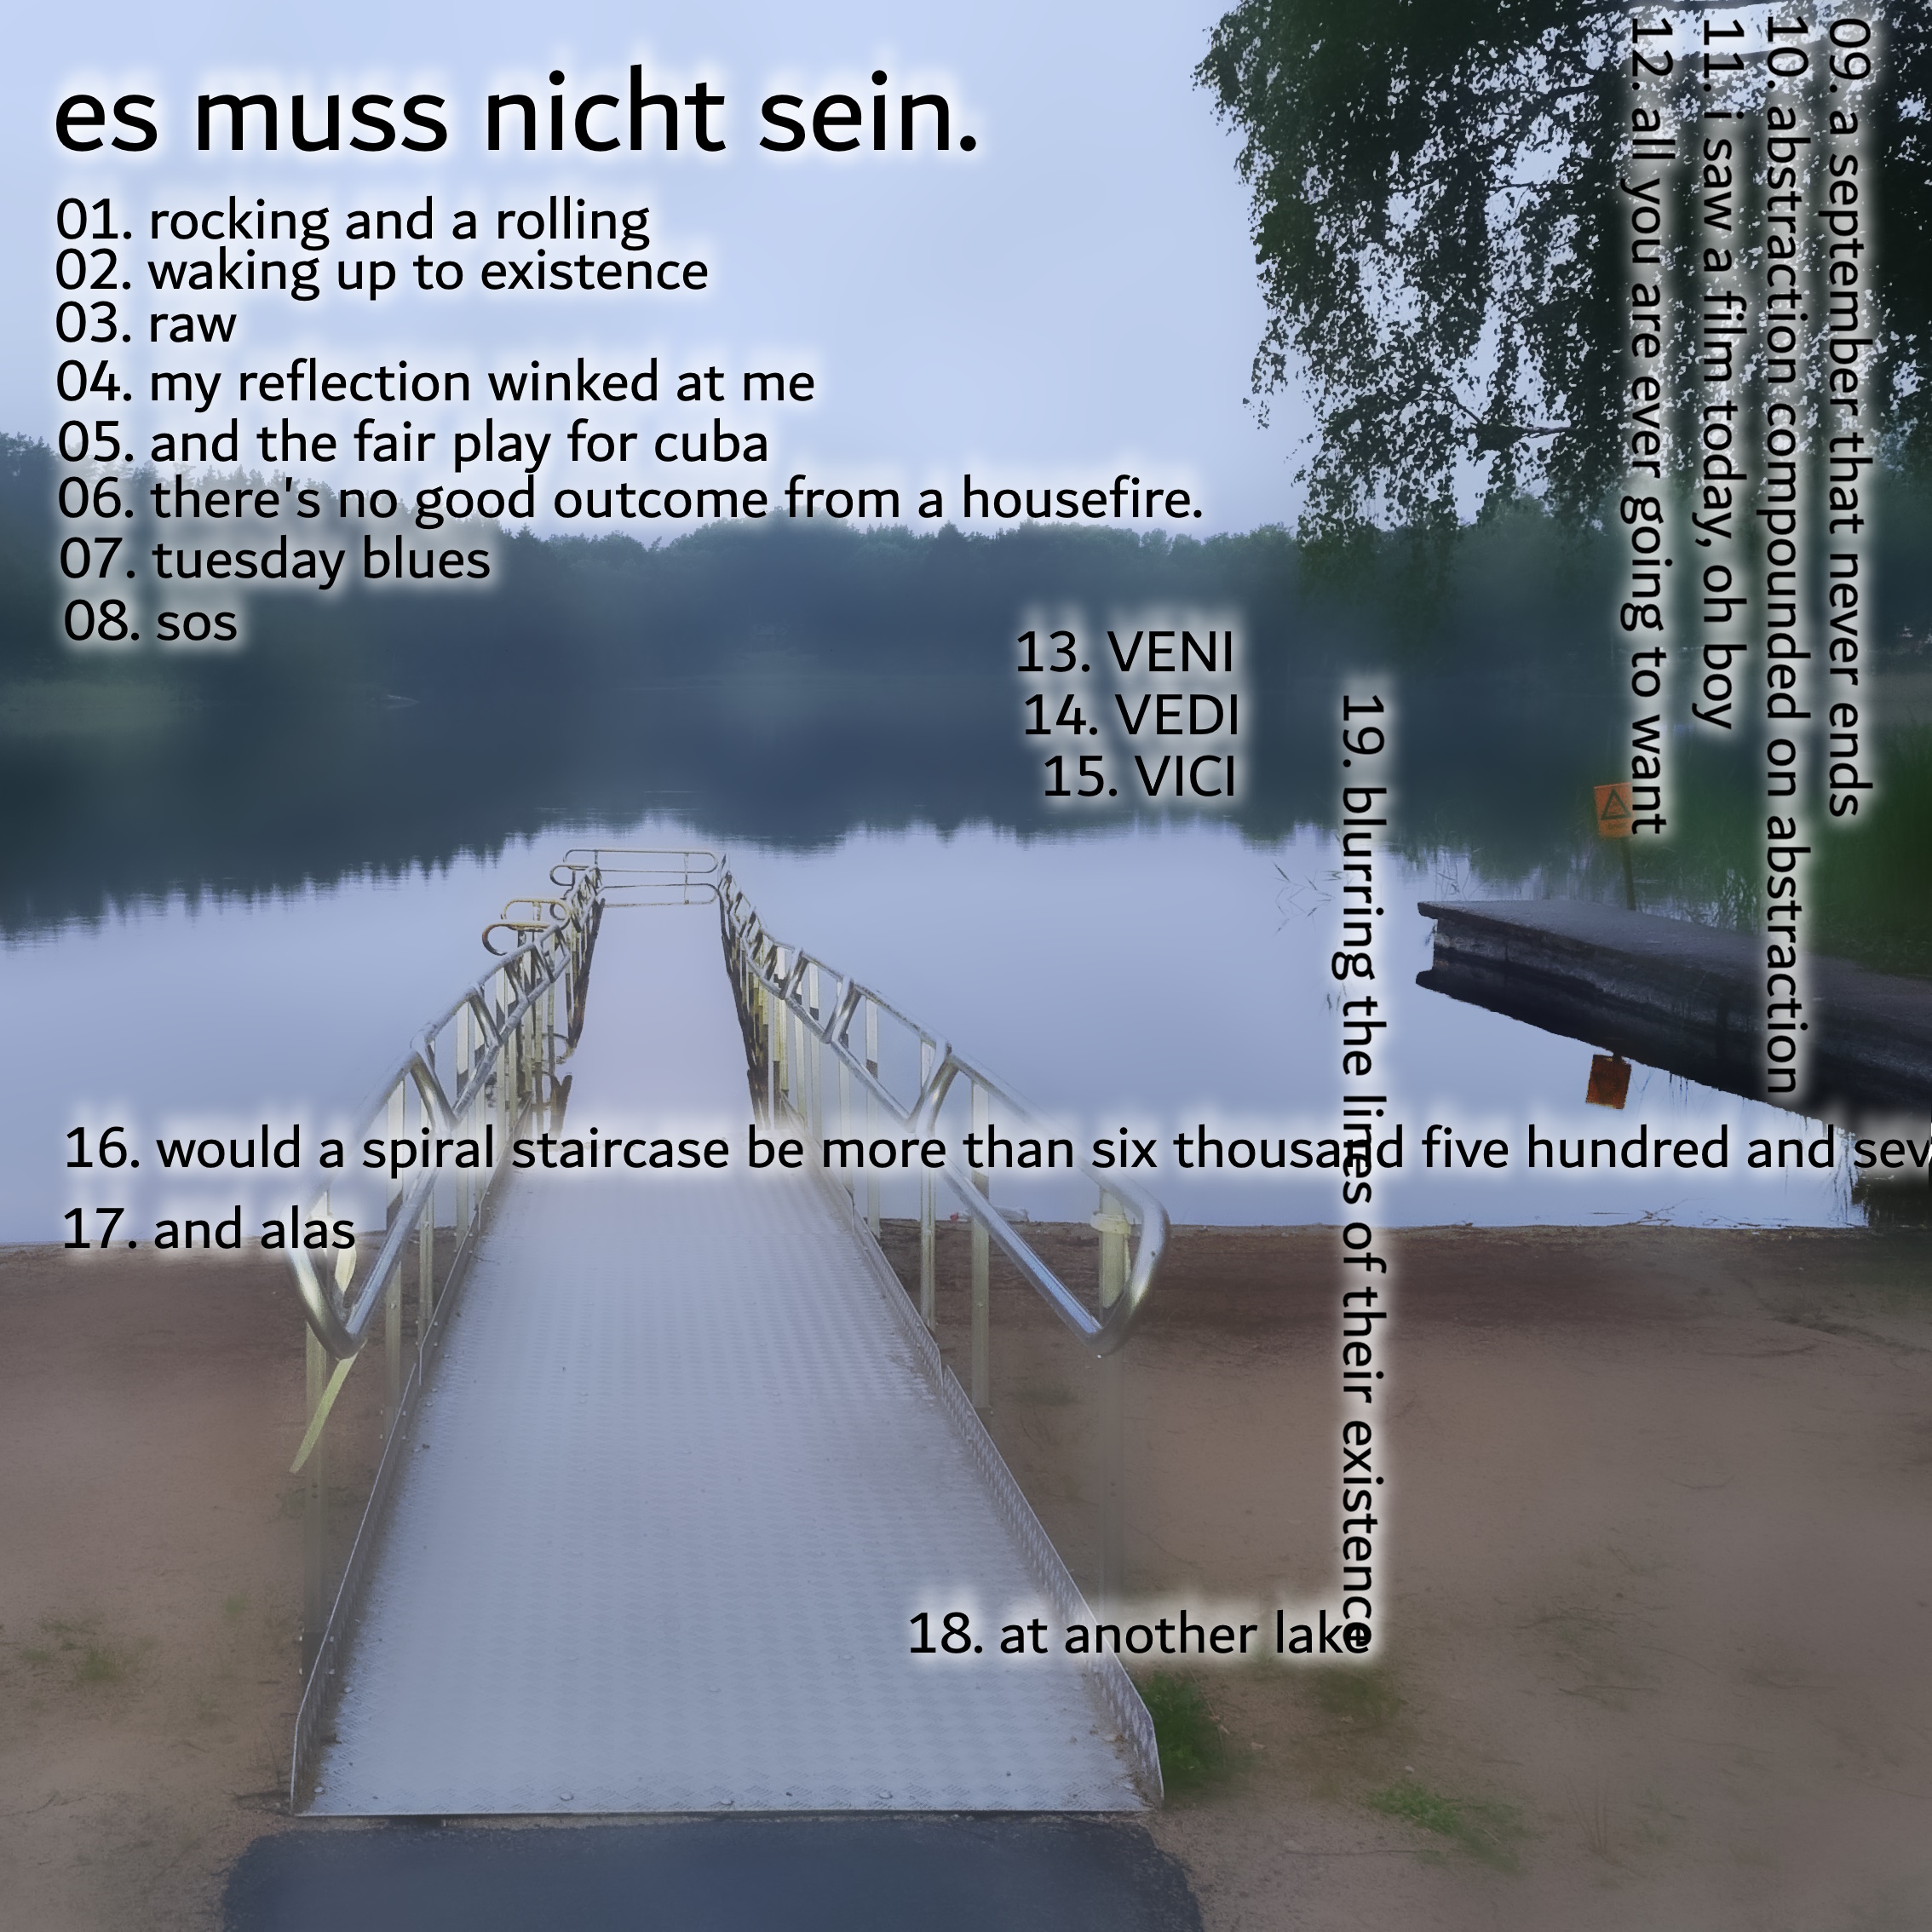 es muss nicht sein.
01. rocking and a rolling
02. waking up to existence
03. raw
04. my reflection winked at me
05. and the fair play for cuba
06. there's no good outcome from a housefire.
07. tuesday blues
08. sos
09. a september that never ends
10. abstraction compounded on abstraction
11. i saw a film today, oh boy
12. all you are ever going to want
13. VENI
14. VEDI
15. VICI
16. would a spiral staircase be more than six thousand five hundred and sev
17. and alas
18. at another lake
19. blurring the lines of their existence